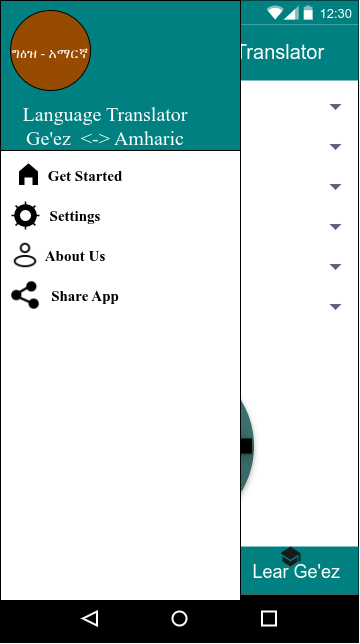 12:30
Translator
ግዕዝ - አማርኛ
Language Translator
Ge'ez <-> Amharic
Get Started
Settings
About Us
Share App
Lear Ge'ez